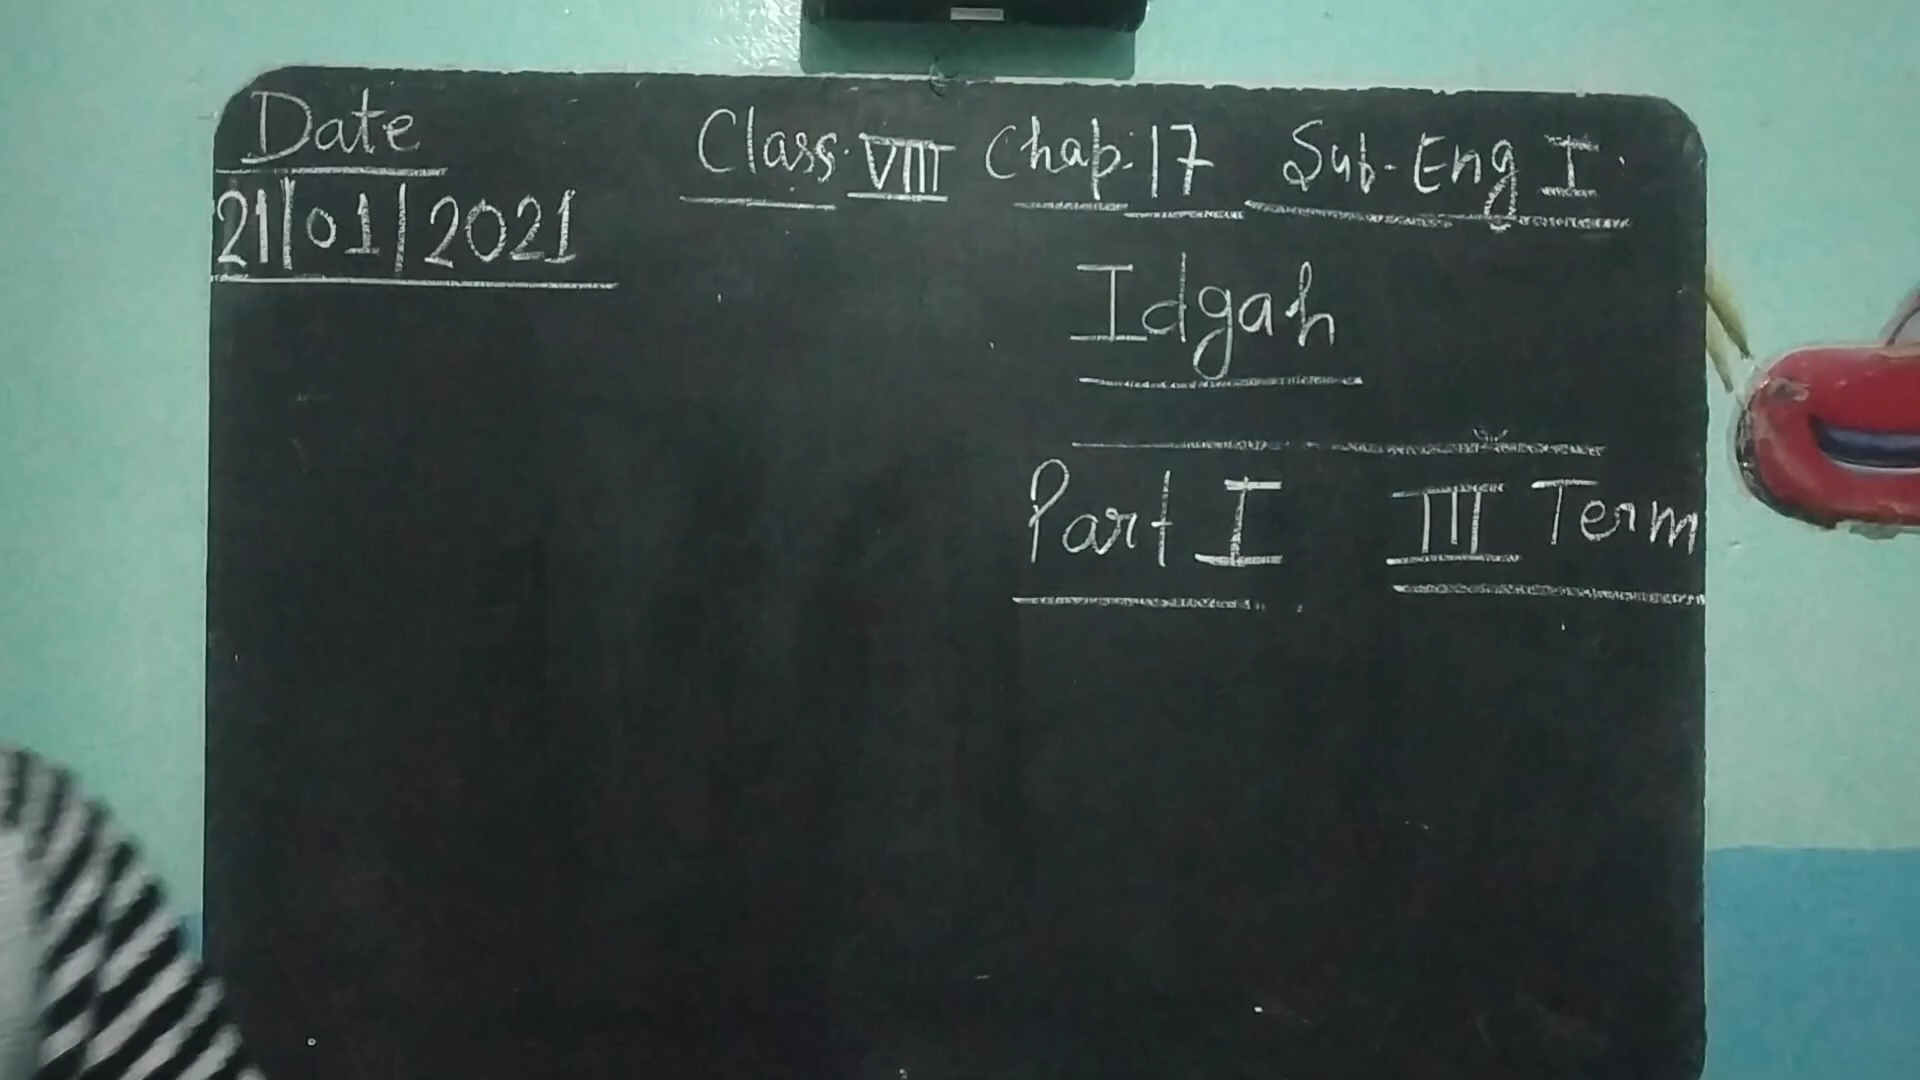 Date
21/01/2021
Class. VIII Chap. 17 Sub-Eng I.
Idgah
Part I III Term